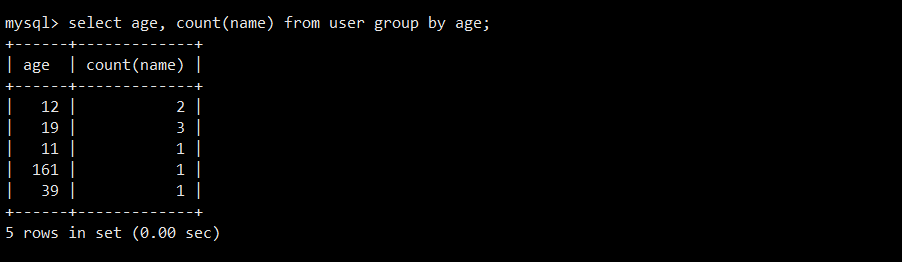 mysql> select age, count(name) from user group by age;
+------+-------------+
| age  | count(name) |
+------+-------------+
|   12 |           2 |
|   19 |           3 |
|   11 |           1 |
|  161 |           1 |
|   39 |           1 |
+------+-------------+
5 rows in set (0.00 sec)